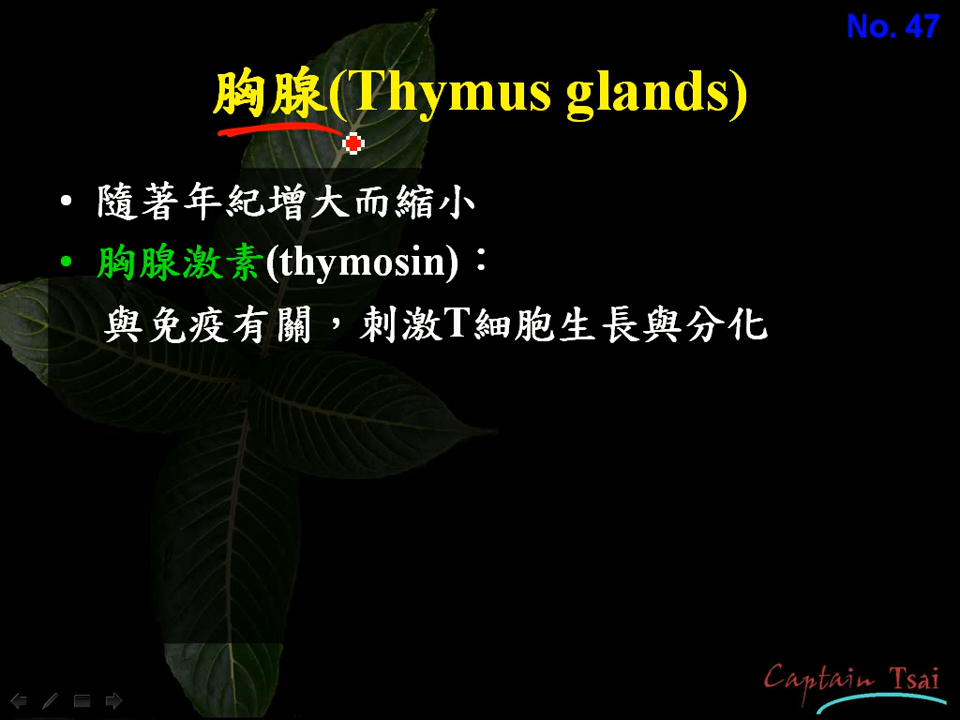 No. 47
胸腺(Thymus glands)
• 隨著年紀增大而縮小
• 胸腺激素(thymosin)：
與免疫有關，刺激T細胞生長與分化
Captain Tsai